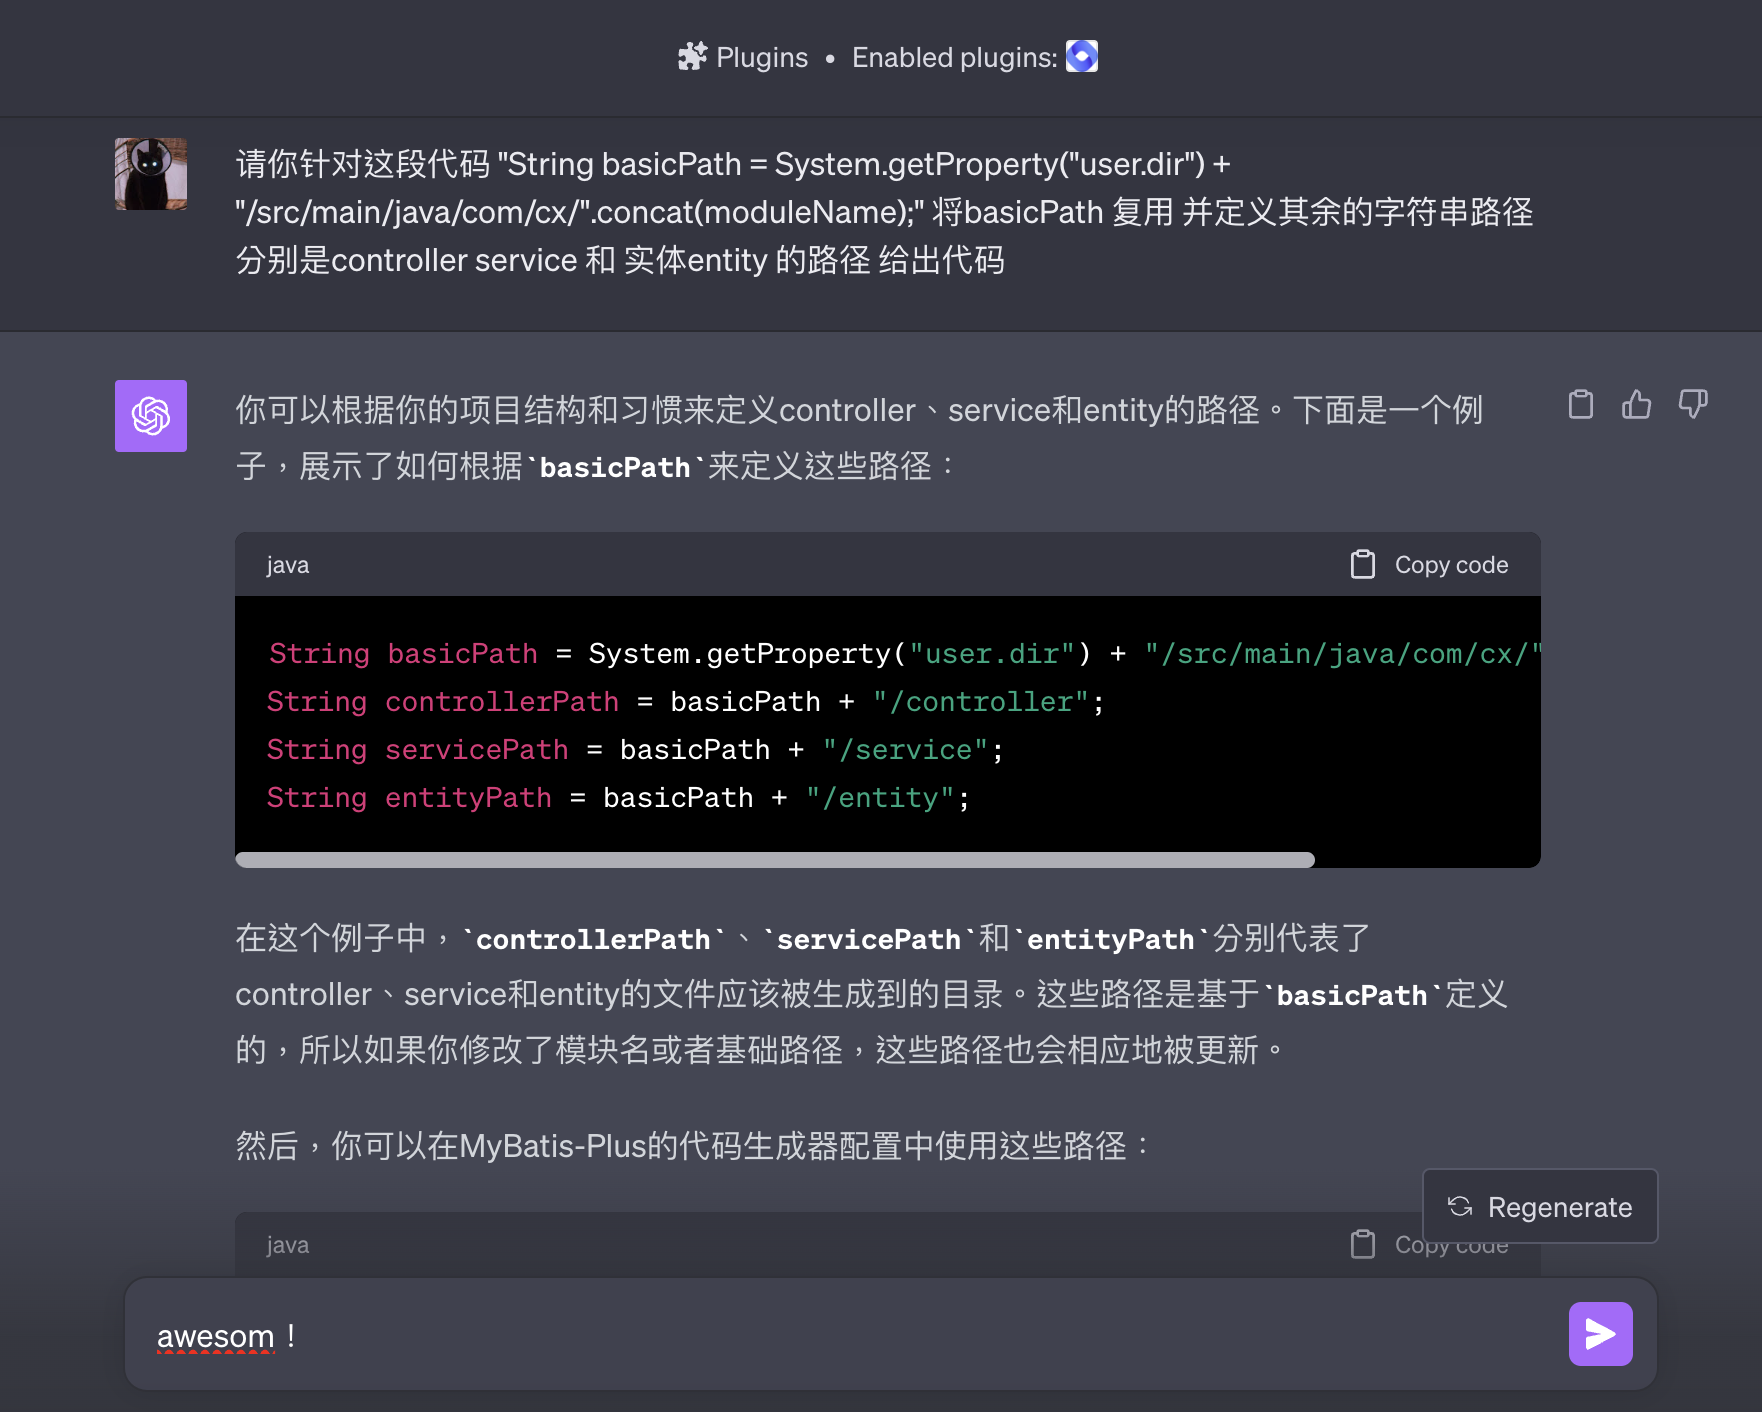 Plugins • Enabled plugins:
请你针对这段代码 "String basicPath = System.getProperty("user.dir") +
"/src/main/java/com/cx/".concat(moduleName);" 将basicPath 复用 并定义其余的字符串路径
分别是controller service 和 实体entity 的路径 给出代码
你可以根据你的项目结构和习惯来定义controller、service和entity的路径。下面是一个例
子，展示了如何根据`basicPath`来定义这些路径：
java
Copy code
String basicPath = System.getProperty("user.dir") + "/src/main/java/com/cx/"
String controllerPath = basicPath + "/controller";
String servicePath = basicPath + "/service";
String entityPath = basicPath + "/entity";
在这个例子中，`controllerPath`、`servicePath`和`entityPath`分别代表了
controller、service和entity的文件应该被生成到的目录。这些路径是基于`basicPath`定义
的，所以如果你修改了模块名或者基础路径，这些路径也会相应地被更新。
然后，你可以在MyBatis-Plus的代码生成器配置中使用这些路径：
Regenerate
java
Copy code
awesom！